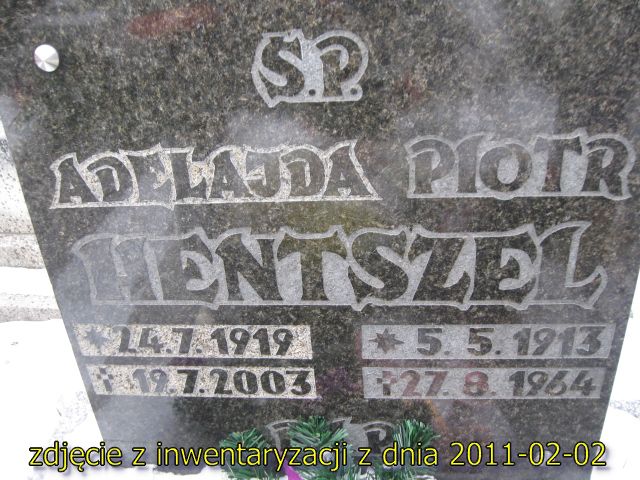 Ś.P.
ADELAJDA PIOTR
HENTSZEL
* 24.7.1919 * 5.5.1913
† 19.7.2003 † 27.8.1964
zdjęcie z inwentaryzacji z dnia 2011-02-02